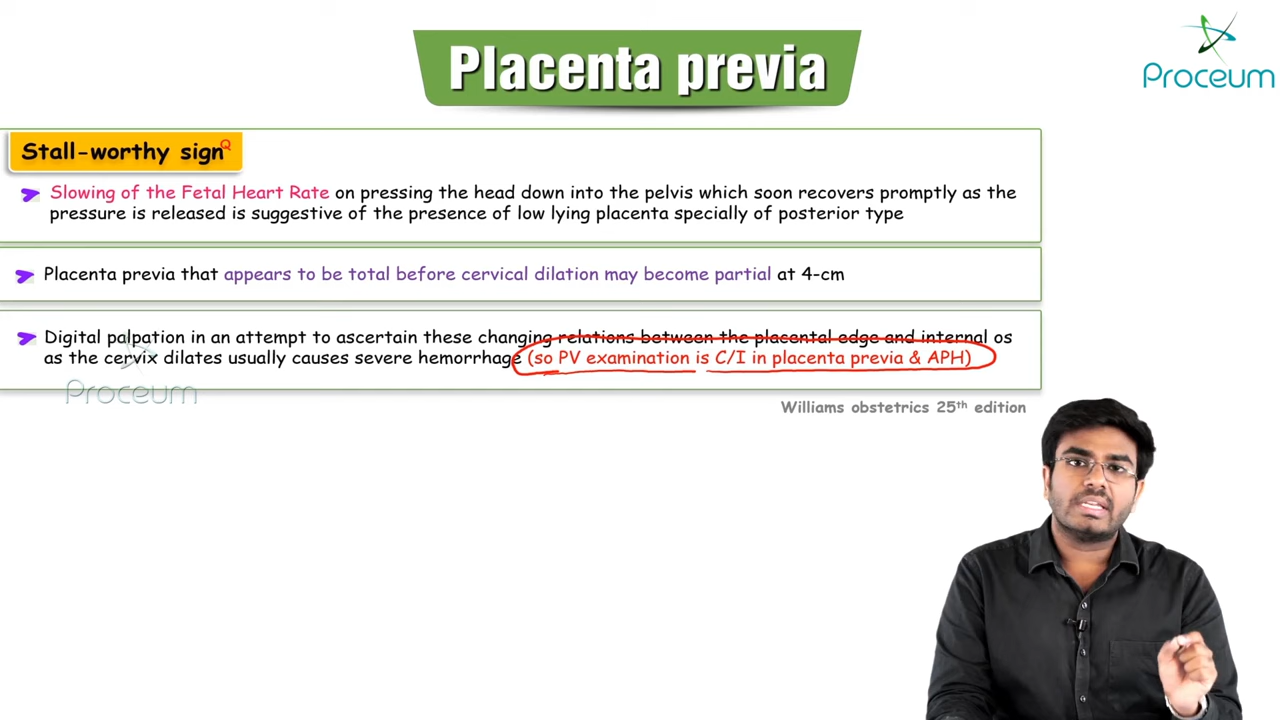 Placenta previa
Proceum
Stall-worthy sign Q
Slowing of the Fetal Heart Rate on pressing the head down into the pelvis which soon recovers promptly as the
pressure is released is suggestive of the presence of low lying placenta specially of posterior type
Placenta previa that appears to be total before cervical dilation may become partial at 4-cm
Digital palpation in an attempt to ascertain these changing relations between the placental edge and internal os
as the cervix dilates usually causes severe hemorrhage (so PV examination is C/I in placenta previa & APH)
Proceum
Williams obstetrics 25th edition